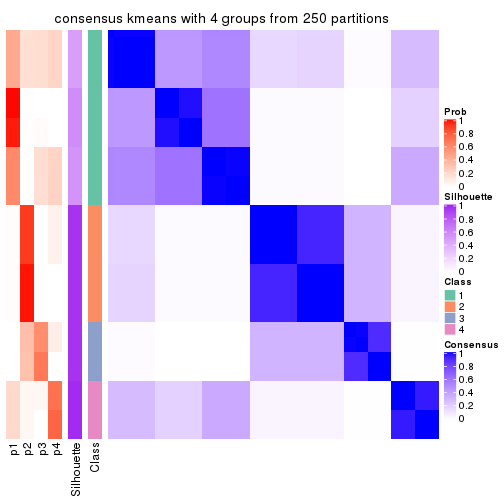 consensus kmeans with 4 groups from 250 partitions
Prob
1
0.8
0.6
0.4
0.2
0
Silhouette
1
0.8
0.6
0.4
0.2
0
Class
1
2
3
4
Consensus
1
0.8
0.6
0.4
0.2
0
p1
p2
p3
p4
Silhouette
Class